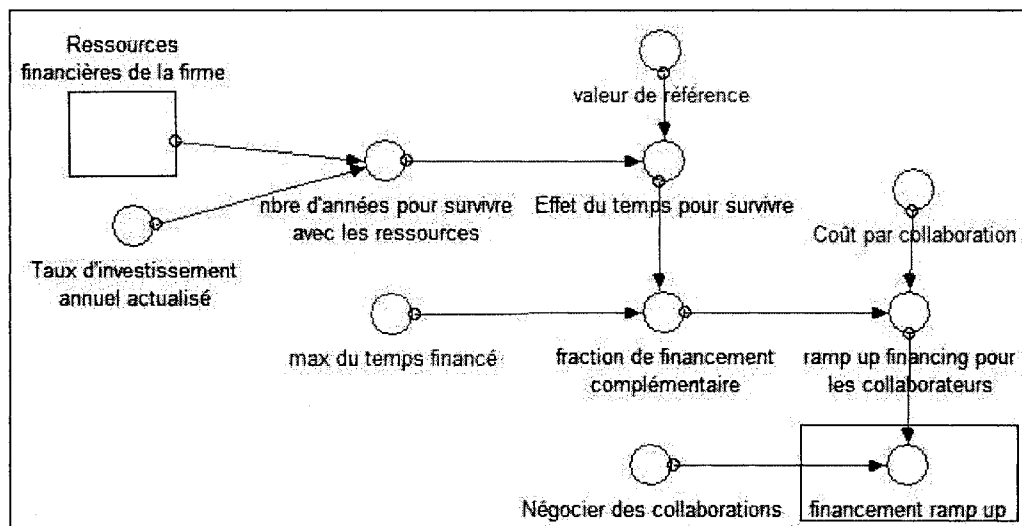 Ressources
financières de la firme
valeur de référence
nbre d'années pour survivre
avec les ressources
Effet du temps pour survivre
Coût par collaboration
Taux d'investissement
annuel actualisé
max du temps financé
fraction de financement
complémentaire
ramp up financing pour
les collaborateurs
Négocier des collaborations
financement ramp up